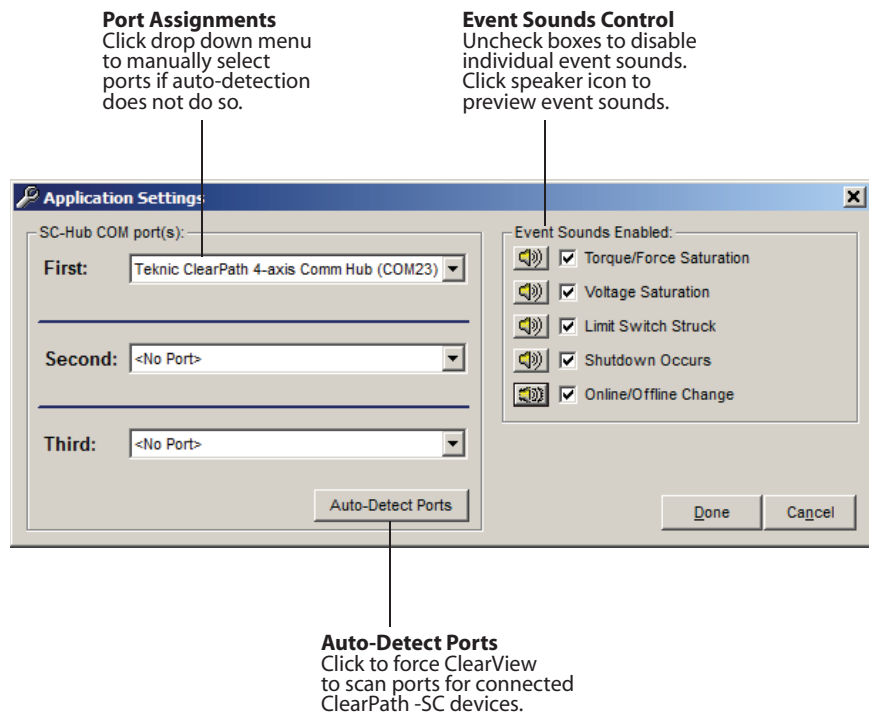 Port Assignments
Click drop down menu
to manually select
ports if auto-detection
does not do so.
Event Sounds Control
Uncheck boxes to disable
individual event sounds.
Click speaker icon to
preview event sounds.
Application Settings
SC-Hub COM port(s):
First:
Teknic ClearPath 4-axis Comm Hub (COM23)
Second:
<No Port>
Third:
<No Port>
Auto-Detect Ports
Event Sounds Enabled:
Torque/Force Saturation
Voltage Saturation
Limit Switch Struck
Shutdown Occurs
Online/Offline Change
Done
Cancel
Auto-Detect Ports
Click to force ClearView
to scan ports for connected
ClearPath -SC devices.